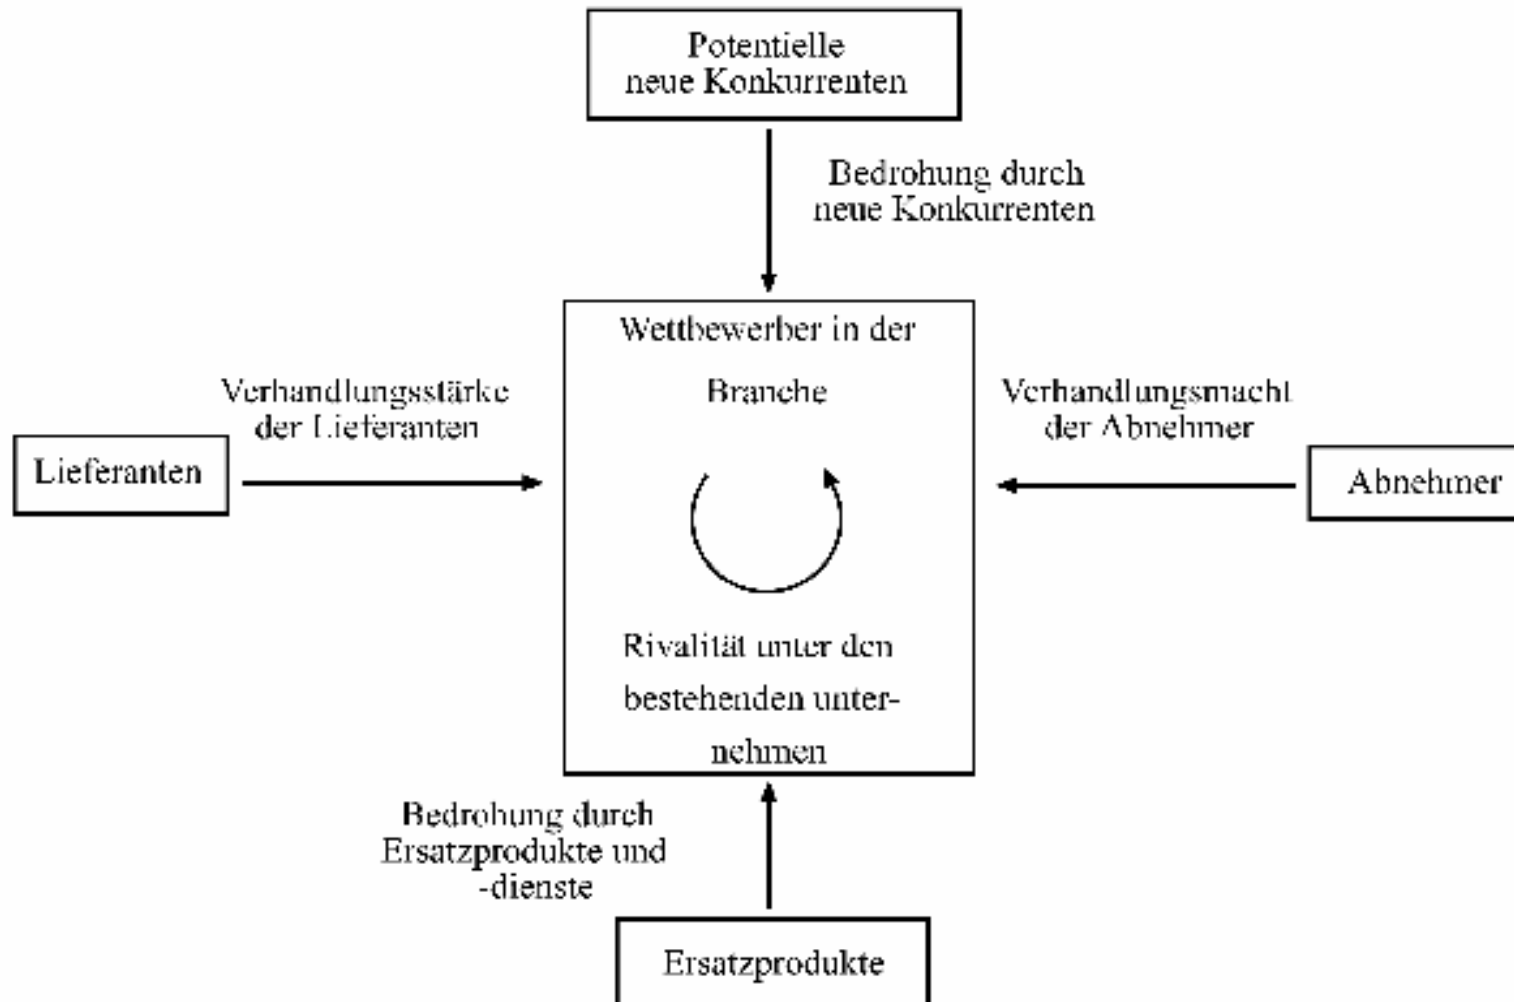 Potentielle
neue Konkurrenten
Bedrohung durch
neue Konkurrenten
Wettbewerber in der
Branche
Verhandlungsstärke
der Lieferanten
Lieferanten
Verhandlungsmacht
der Abnehmer
Abnehmer
Rivalität unter den
bestehenden unter-
nehmen
Bedrohung durch
Ersatzprodukte und
-dienste
Ersatzprodukte